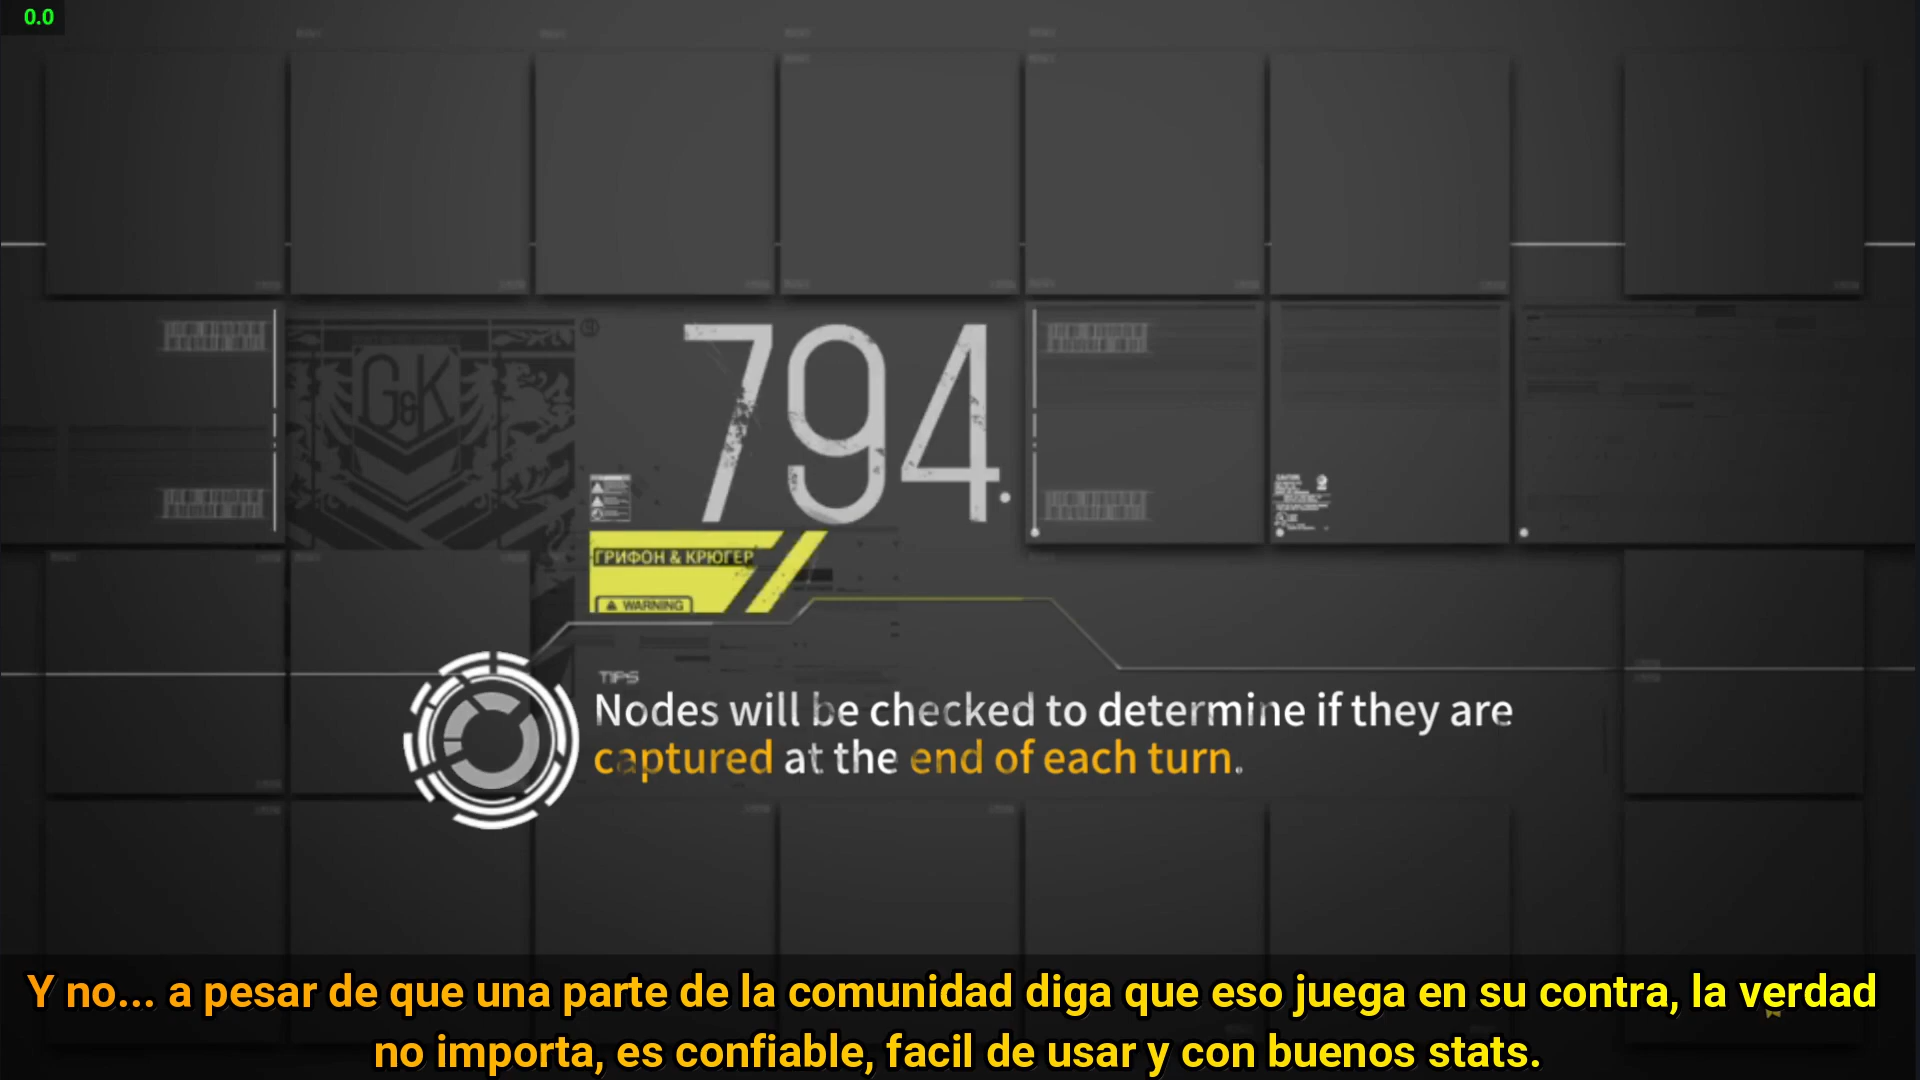 0.0
G&K
794.
ГРИФОН & КРЮГЕР
WARNING
TIPS
Nodes will be checked to determine if they are
captured at the end of each turn.
CAUTION
Y no... a pesar de que una parte de la comunidad diga que eso juega en su contra, la verdad
no importa, es confiable, facil de usar y con buenos stats.